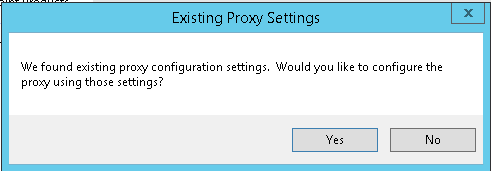 Existing Proxy Settings
x
We found existing proxy configuration settings. Would you like to configure the
proxy using those settings?
Yes
No